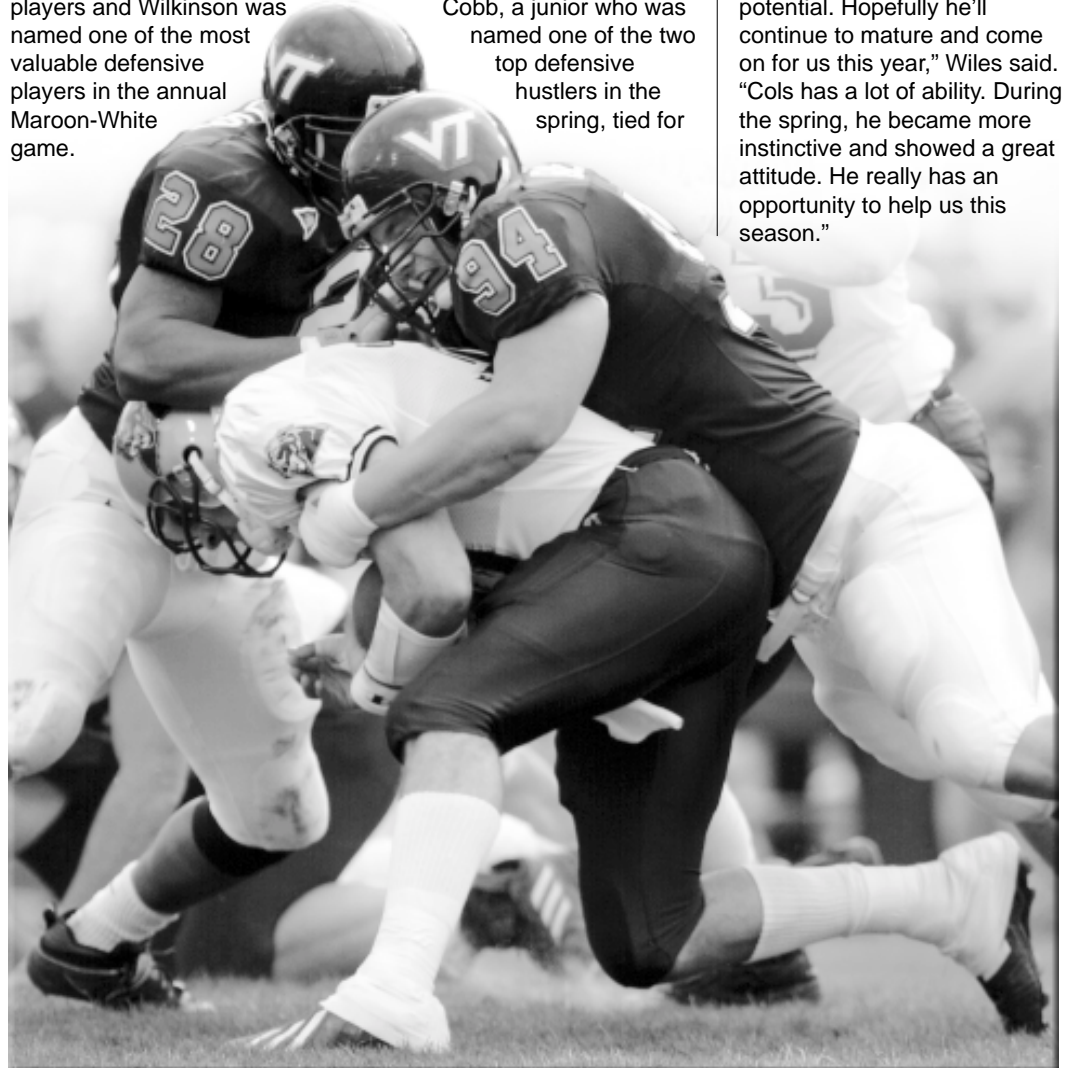 players and Wilkinson was
named one of the most
valuable defensive
players in the annual
Maroon-White
game.
Cobb, a junior who was
named one of the two
top defensive
hustlers in the
spring, tied for
potential. Hopefully he’ll
continue to mature and come
on for us this year,” Wiles said.
“Cols has a lot of ability. During
the spring, he became more
instinctive and showed a great
attitude. He really has an
opportunity to help us this
season.”
VT
VT
28
94